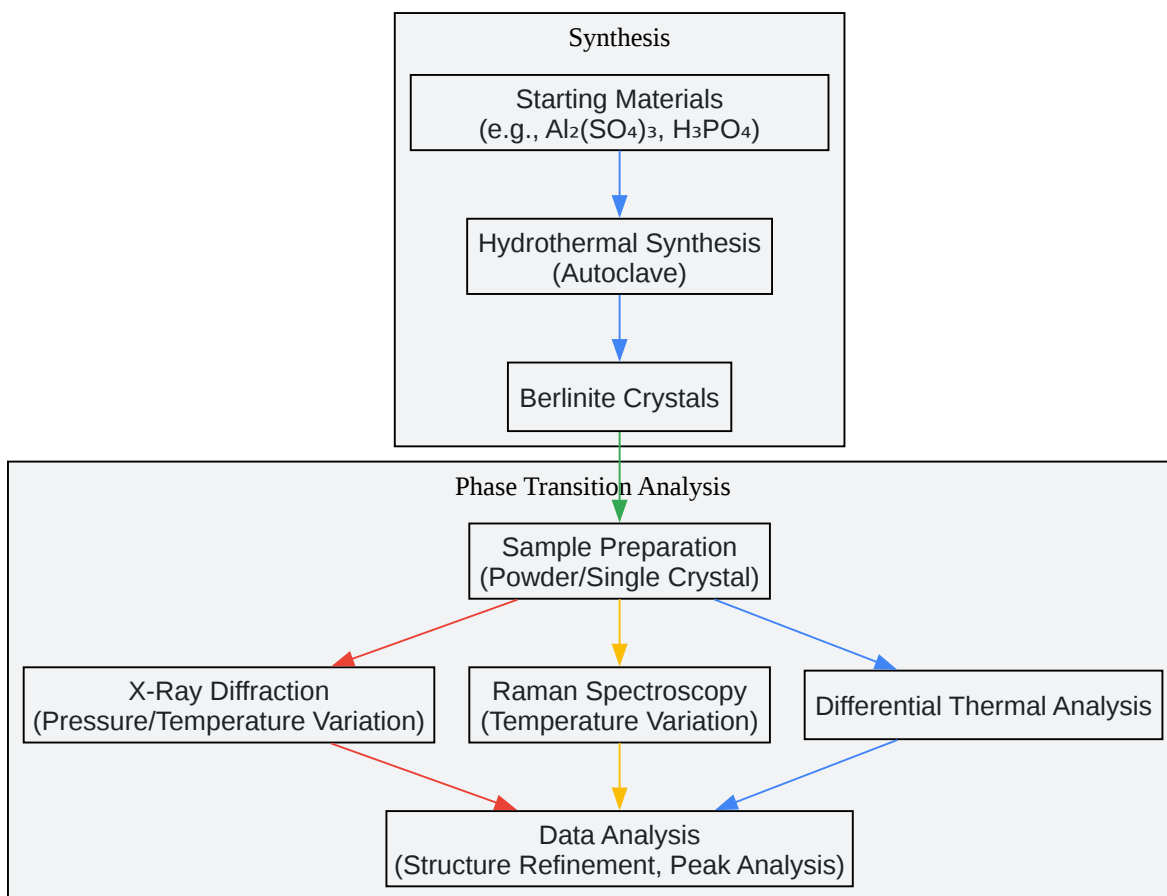 Synthesis
Starting Materials
(e.g., Al₂(SO₄)₃, H₃PO₄)
Hydrothermal Synthesis
(Autoclave)
Berlinite Crystals
Phase Transition Analysis
Sample Preparation
(Powder/Single Crystal)
X-Ray Diffraction
(Pressure/Temperature Variation)
Raman Spectroscopy
(Temperature Variation)
Differential Thermal Analysis
Data Analysis
(Structure Refinement, Peak Analysis)